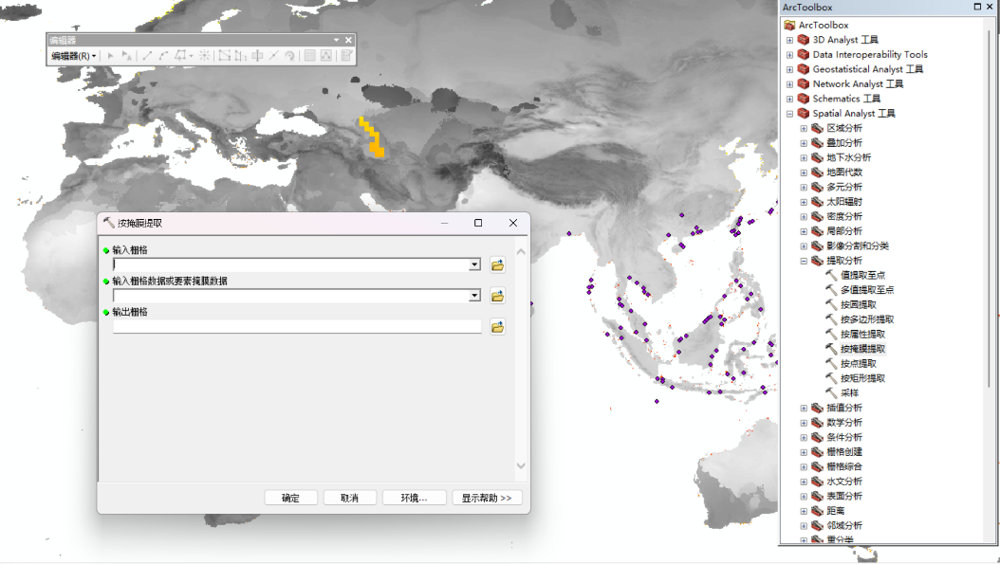 ArcToolbox
编辑器
编辑器(R)
按掩膜提取
输入栅格
输入栅格数据或要素掩膜数据
输出栅格
确定
取消
环境...
显示帮助 >>
ArcToolbox
3D Analyst 工具
Data Interoperability Tools
Geostatistical Analyst 工具
Network Analyst 工具
Schematics 工具
Spatial Analyst 工具
区域分析
叠加分析
地下水分析
地图代数
多元分析
太阳辐射
密度分析
局部分析
影像分割和分类
提取分析
值提取至点
多值提取至点
按圆提取
按多边形提取
按属性提取
按掩膜提取
按点提取
按矩形提取
采样
插值分析
数学分析
条件分析
栅格创建
栅格综合
水文分析
表面分析
距离
邻域分析
重分类